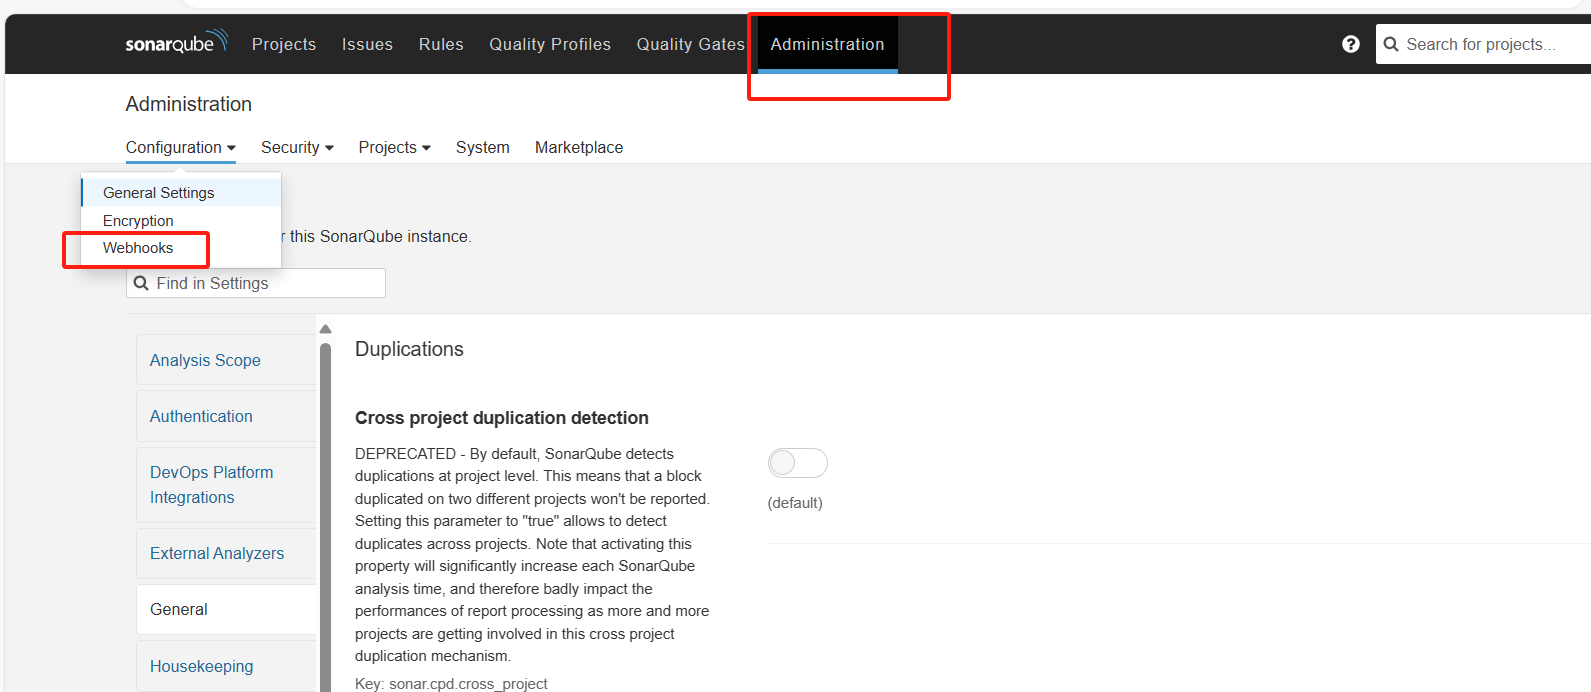 sonarqube Projects Issues Rules Quality Profiles Quality Gates Administration ? Search for projects...
Administration
Configuration Security Projects System Marketplace
General Settings
Encryption
Webhooks
r this SonarQube instance.
Find in Settings
Analysis Scope
Authentication
DevOps Platform
Integrations
External Analyzers
General
Housekeeping
Duplications
Cross project duplication detection
DEPRECATED - By default, SonarQube detects
duplications at project level. This means that a block
duplicated on two different projects won't be reported.
Setting this parameter to "true" allows to detect
duplicates across projects. Note that activating this
property will significantly increase each SonarQube
analysis time, and therefore badly impact the
performances of report processing as more and more
projects are getting involved in this cross project
duplication mechanism.
Key: sonar.cpd.cross_project
(default)